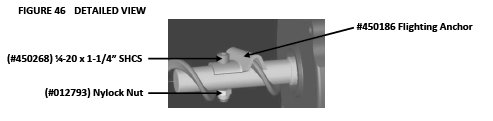 FIGURE 46 DETAILED VIEW
#450186 Flighting Anchor
(#450268) ¼-20 x 1-1/4” SHCS
(#012793) Nylock Nut